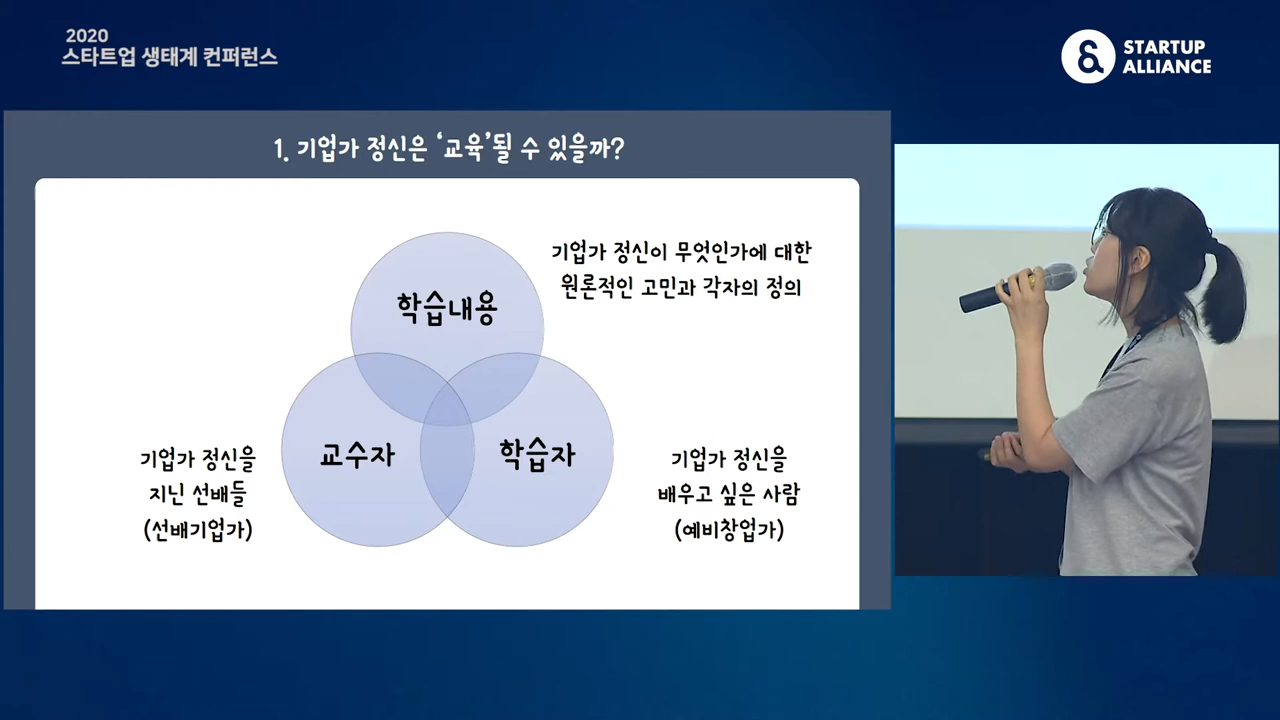 2020
스타트업 생태계 컨퍼런스
STARTUP
ALLIANCE
1. 기업가 정신은 ‘교육’될 수 있을까?
기업가 정신이 무엇인가에 대한
원론적인 고민과 각자의 정의
학습내용
교수자
학습자
기업가 정신을
지닌 선배들
(선배기업가)
기업가 정신을
배우고 싶은 사람
(예비창업가)